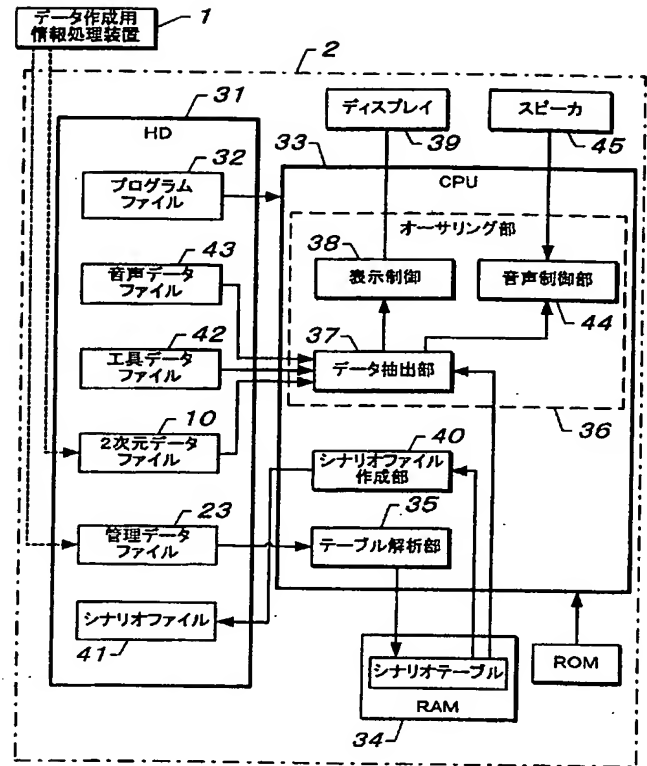 データ作成用
情報処理装置
1
2
31
HD
ディスプレイ
39
スピーカ
45
33
CPU
32
プログラム
ファイル
オーサリング部
38
表示制御
音声制御部
44
43
音声データ
ファイル
37
データ抽出部
42
工具データ
ファイル
36
10
2次元データ
ファイル
40
シナリオファイル
作成部
23
管理データ
ファイル
35
テーブル解析部
シナリオファイル
41
シナリオテーブル
RAM
34
ROM